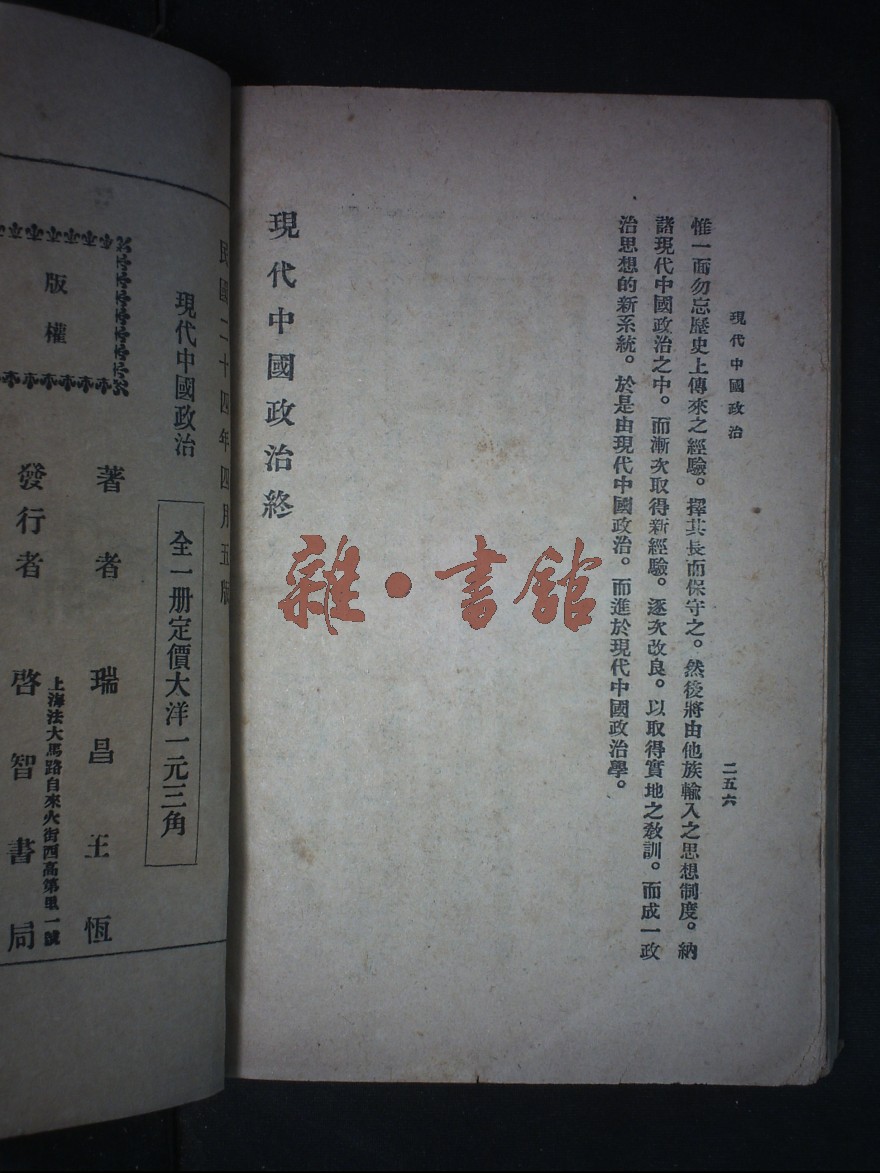 現代中國政治
二五六
惟一面勿忘歷史上傳來之經驗。擇其長而保守之。然後將由他族輸入之思想制度。納
諸現代中國政治之中。而漸次取得新經驗。逐次改良。以取得實地之教訓。而成一政
治思想的新系統。於是由現代中國政治。而進於現代中國政治學。
現代中國政治終
雜·書館
民國二十四年四月五版
現代中國政治
全一册定價大洋一元三角
版權
著者 瑞昌王恆
上海法大馬路自來火街西高第里一號
發行者 啓智書局